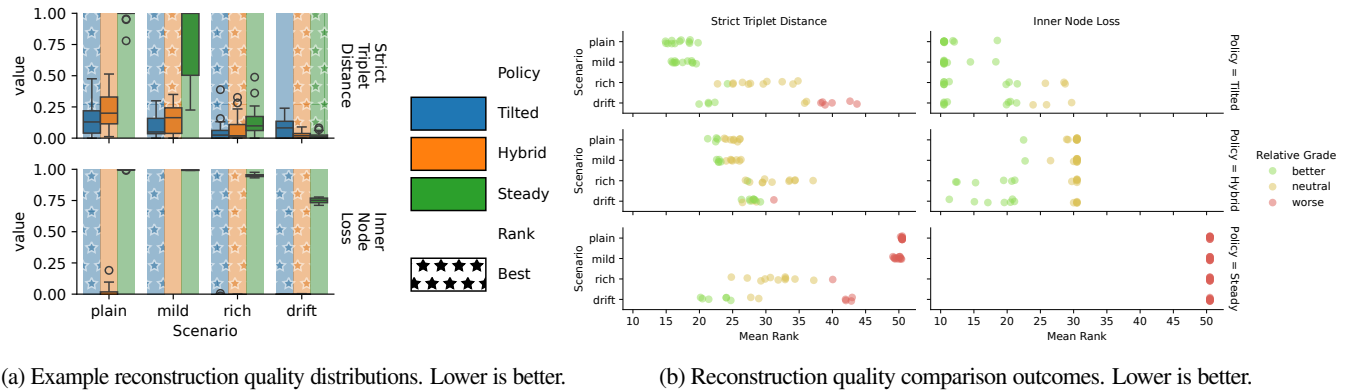 1.00
0.75
0.50
0.25
0.00
value
Strict
Triplet
Distance
1.00
0.75
0.50
0.25
0.00
value
Inner
Node
Loss
plain
mild
rich
drift
Scenario
Policy
Tilted
Hybrid
Steady
Rank
Best
(a) Example reconstruction quality distributions. Lower is better.
Strict Triplet Distance
Inner Node Loss
Scenario
plain
mild
rich
drift
Policy = Tilted
Scenario
plain
mild
rich
drift
Policy = Hybrid
Scenario
plain
mild
rich
drift
Policy = Steady
10 15 20 25 30 35 40 45 50
Mean Rank
10 15 20 25 30 35 40 45 50
Mean Rank
Relative Grade
better
neutral
worse
(b) Reconstruction quality comparison outcomes. Lower is better.